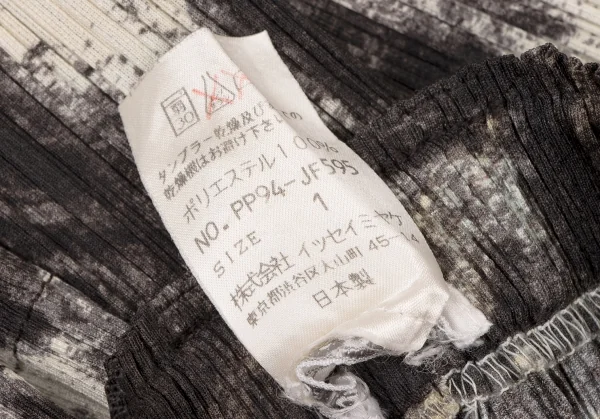 弱
30
タンブラー乾燥及び
乾燥機はお避け下さい
ポリエステル100%
NO. PP94-JF595
SIZE 1
株式会社 イッセイミヤケ
東京都渋谷区大山町45-14
日本製